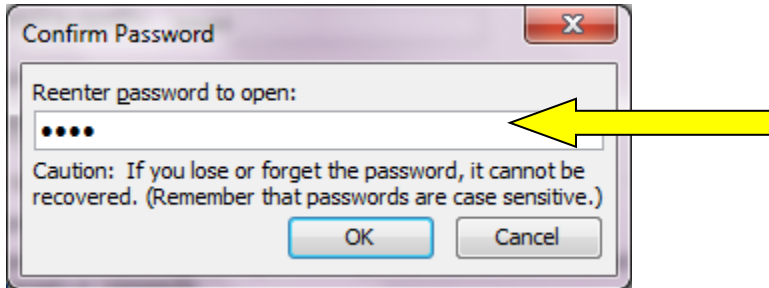 Confirm Password
Reenter password to open:
••••
Caution: If you lose or forget the password, it cannot be
recovered. (Remember that passwords are case sensitive.)
OK
Cancel